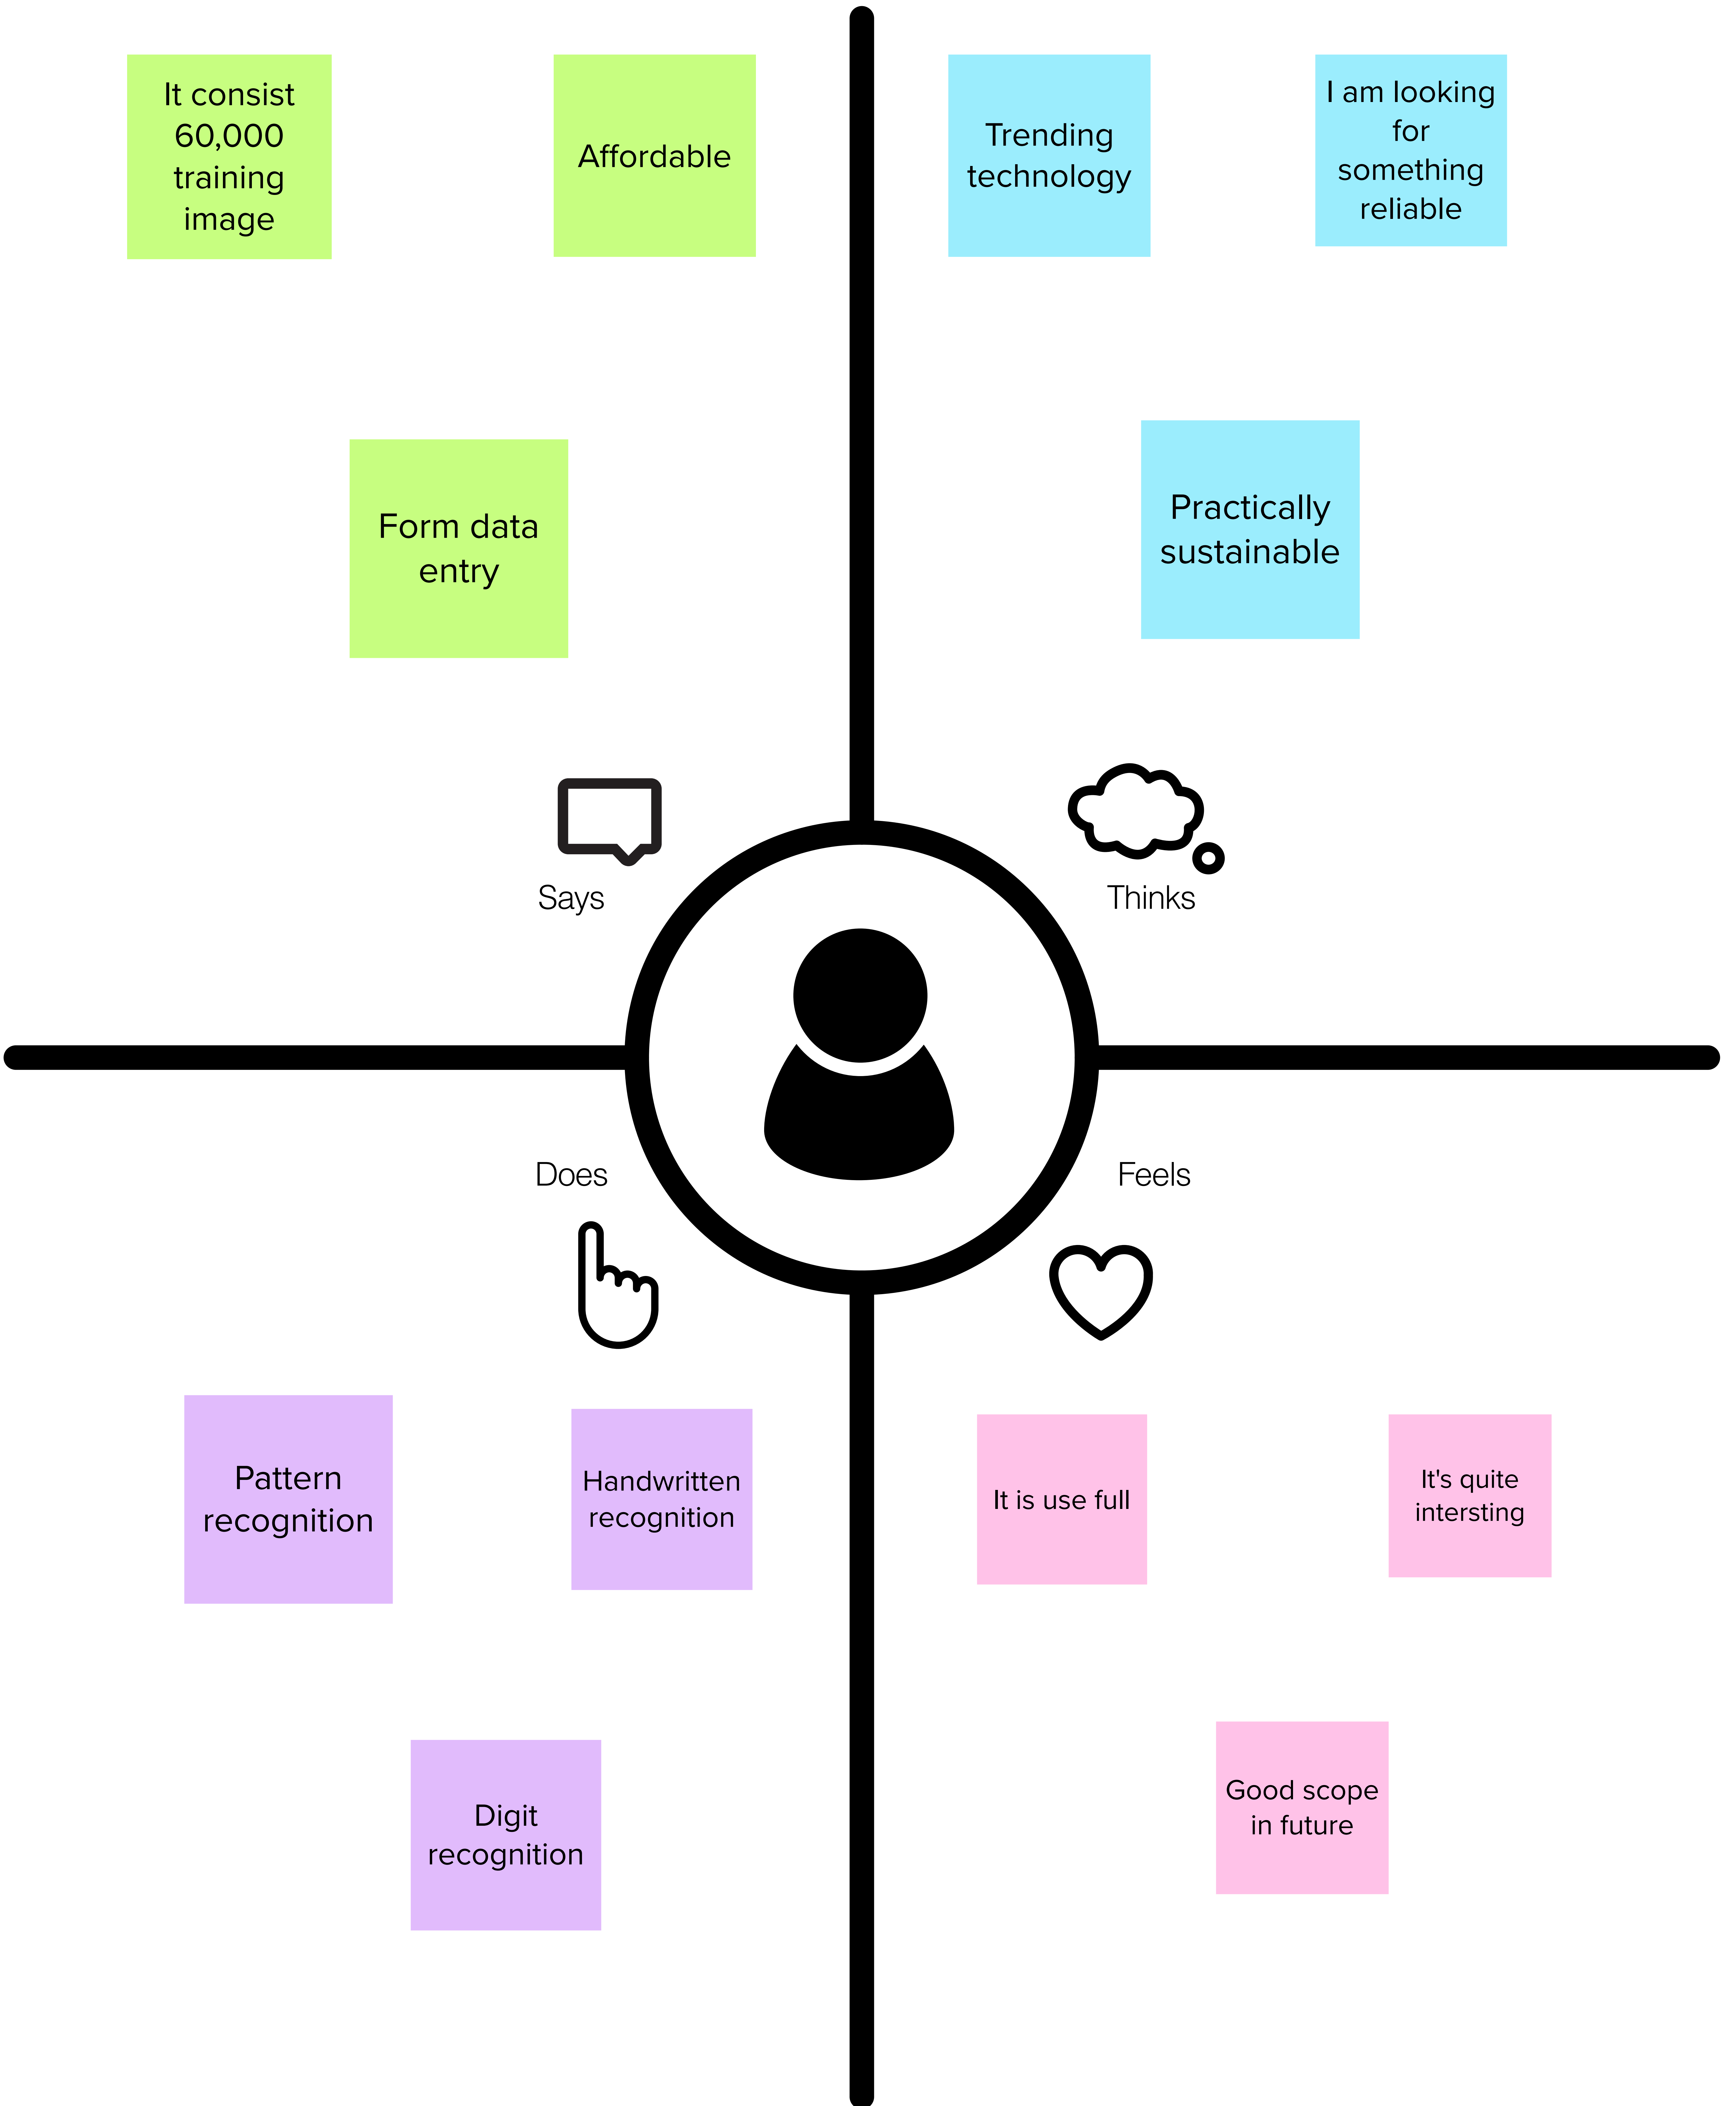 It consist
60,000
training
image
Affordable
Form data
entry
Says
Trending
technology
I am looking
for
something
reliable
Practically
sustainable
Thinks
Does
Pattern
recognition
Handwritten
recognition
Digit
recognition
Feels
It is use full
It's quite
intersting
Good scope
in future